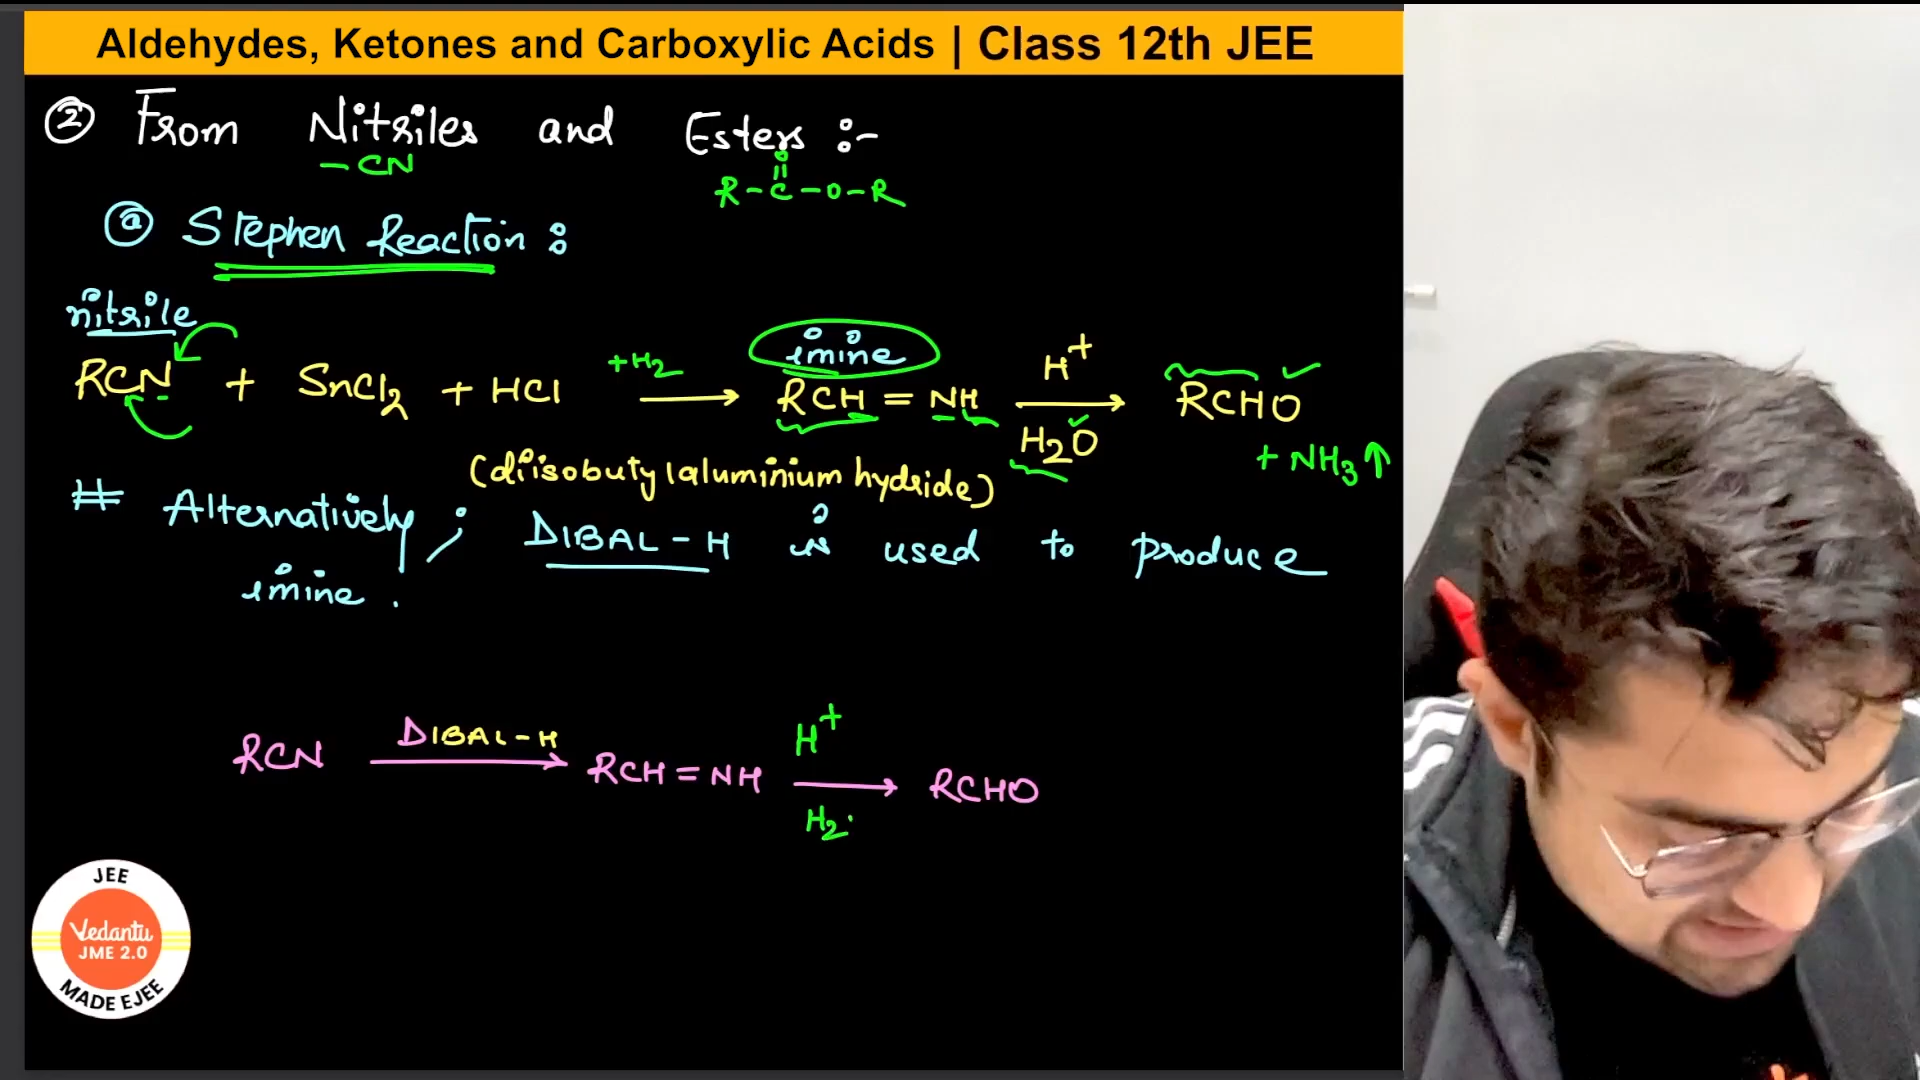 Aldehydes, Ketones and Carboxylic Acids | Class 12th JEE
② From Nitriles and Esters :-
- CN
O
||
R-C-O-R
ⓐ Stephen Reaction :
nitrile
RCN + SnCl2 + HCl +H2 → imine RCH = NH H+ → H2O RCHO
+ NH3 ↑
(diisobutylaluminium hydride)
# Alternatively, DIBAL-H is used to produce
imine.
RCN DIBAL-H → RCH = NH H+ → H2. RCHO
JEE
Vedantu
JME 2.0
MADE EJEE